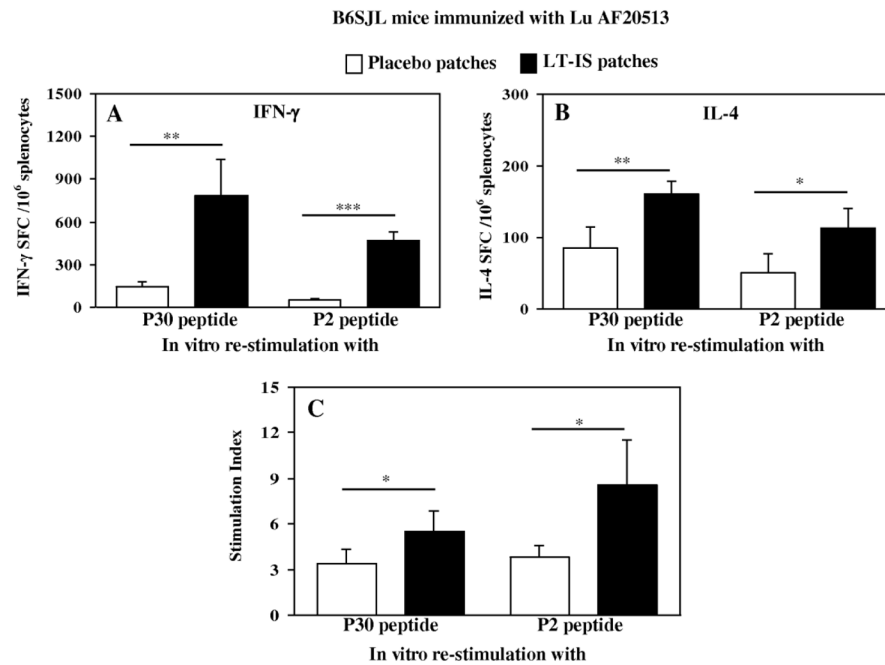 B6SJL mice immunized with Lu AF20513
Placebo patches LT-IS patches
A
IFN-γ
IFN-γ SFC /10⁶ splenocytes
1500
1200
900
600
300
0
**
***
P30 peptide P2 peptide
In vitro re-stimulation with
B
IL-4
IL-4 SFC /10⁶ splenocytes
300
200
100
0
**
*
P30 peptide P2 peptide
In vitro re-stimulation with
C
Stimulation Index
15
12
9
6
3
0
*
*
P30 peptide P2 peptide
In vitro re-stimulation with